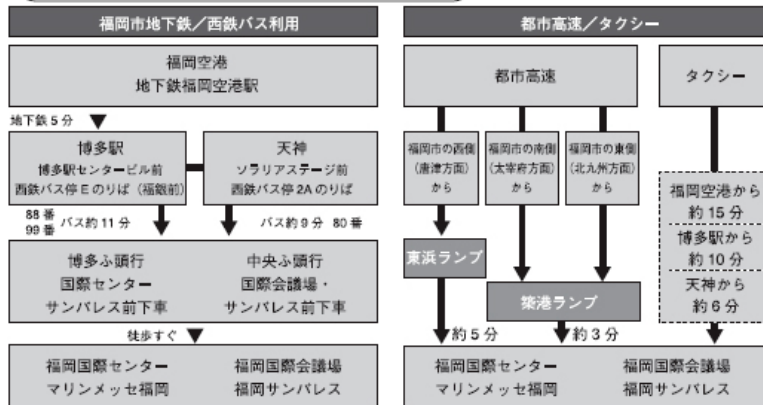 福岡市地下鉄／西鉄バス利用
福岡空港
地下鉄福岡空港駅
地下鉄5分
博多駅
博多駅センタービル前
西鉄バス停Eのりば（福銀前）
天神
ソラリアステージ前
西鉄バス停2Aのりば
88番
99番
バス約11分
バス約9分 80番
博多ふ頭行
国際センター
サンパレス前下車
中央ふ頭行
国際会議場・
サンパレス前下車
徒歩すぐ
福岡国際センター
マリンメッセ福岡
福岡国際会議場
福岡サンパレス
都市高速／タクシー
都市高速
タクシー
福岡市の西側
（唐津方面）
から
福岡市の南側
（太宰府方面）
から
福岡市の東側
（北九州方面）
から
東浜ランプ
築港ランプ
約5分
約3分
福岡空港から
約15分
博多駅から
約10分
天神から
約6分
福岡国際センター
マリンメッセ福岡
福岡国際会議場
福岡サンパレス